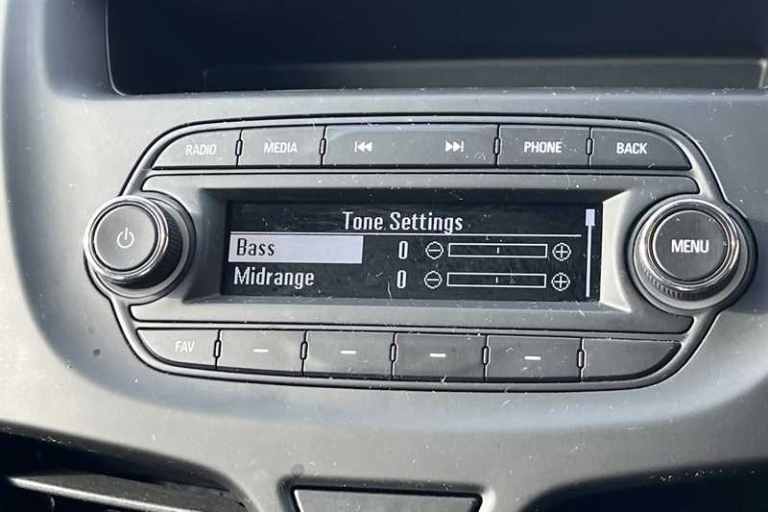 RADIO MEDIA PHONE BACK
Tone Settings
Bass 0
Midrange 0
MENU
FAV